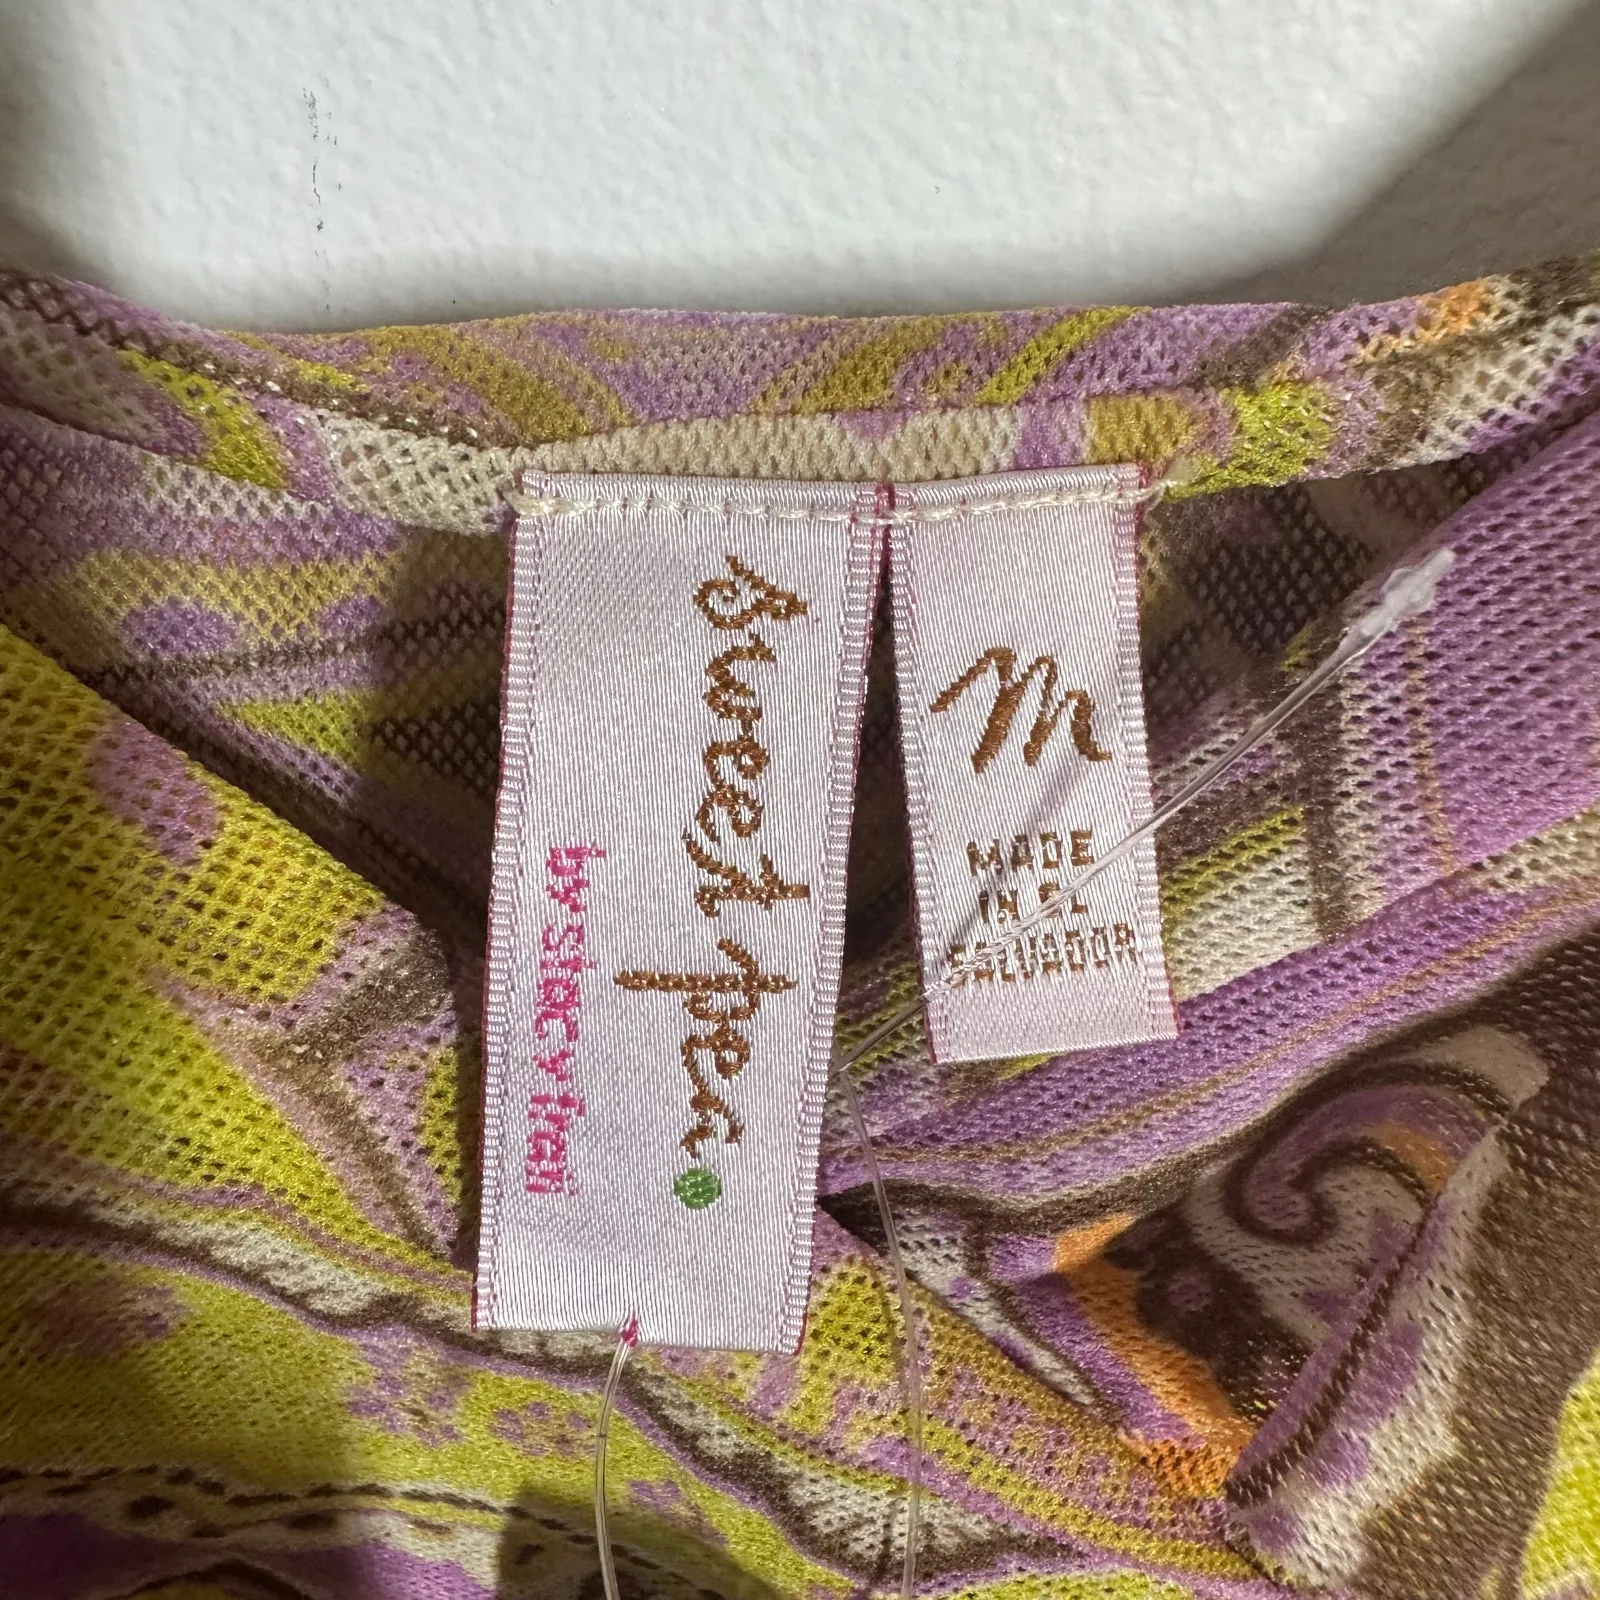 sweet pea
by stacy frati
M
MADE
IN EL
SALVADOR